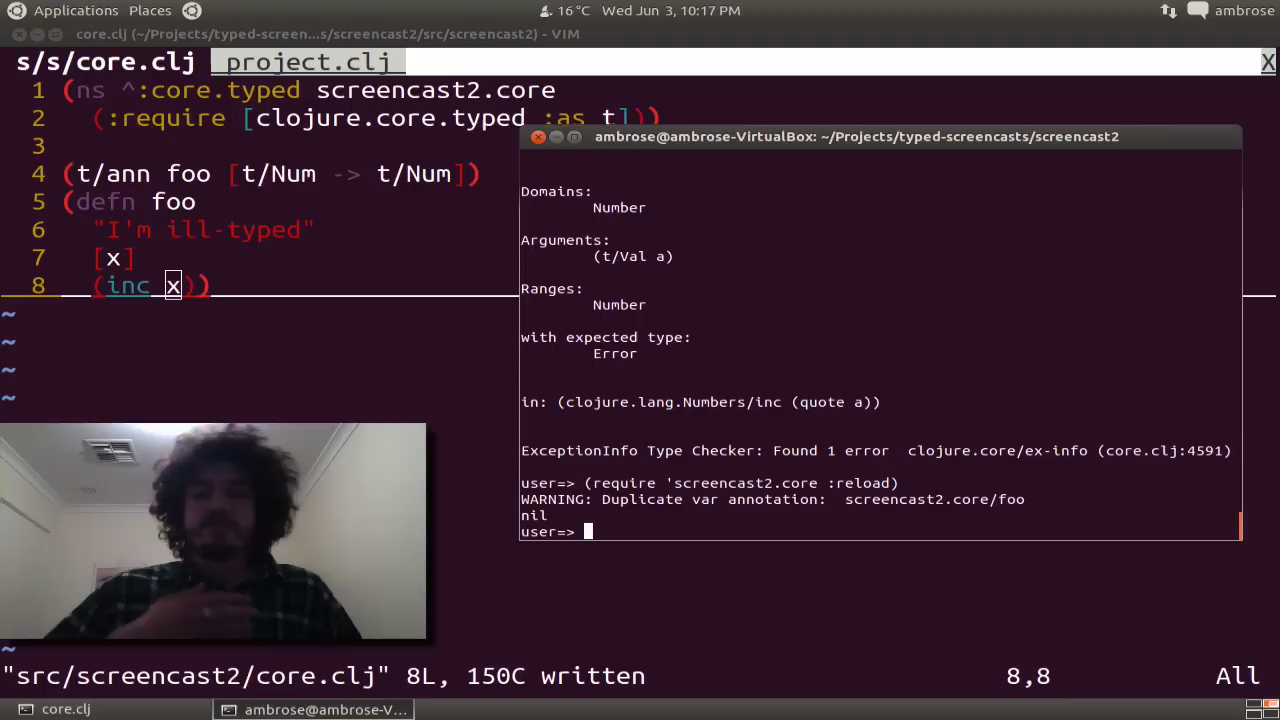 Applications Places 16 °C Wed Jun 3, 10:17 PM ambrose
core.clj (~/Projects/typed-screen...s/screencast2/src/screencast2) - VIM
s/s/core.clj project.clj X
1 (ns ^:core.typed screencast2.core
2 (:require [clojure.core.typed :as t]))
3
4 (t/ann foo [t/Num -> t/Num])
5 (defn foo
6 "I'm ill-typed"
7 [x]
8 (inc x))
~
~
~
~
~
"src/screencast2/core.clj" 8L, 150C written 8,8 All
ambrose@ambrose-VirtualBox: ~/Projects/typed-screencasts/screencast2
Domains:
Number
Arguments:
(t/Val a)
Ranges:
Number
with expected type:
Error
in: (clojure.lang.Numbers/inc (quote a))
ExceptionInfo Type Checker: Found 1 error clojure.core/ex-info (core.clj:4591)
user=> (require 'screencast2.core :reload)
WARNING: Duplicate var annotation: screencast2.core/foo
nil
user=>
core.clj ambrose@ambrose-V...